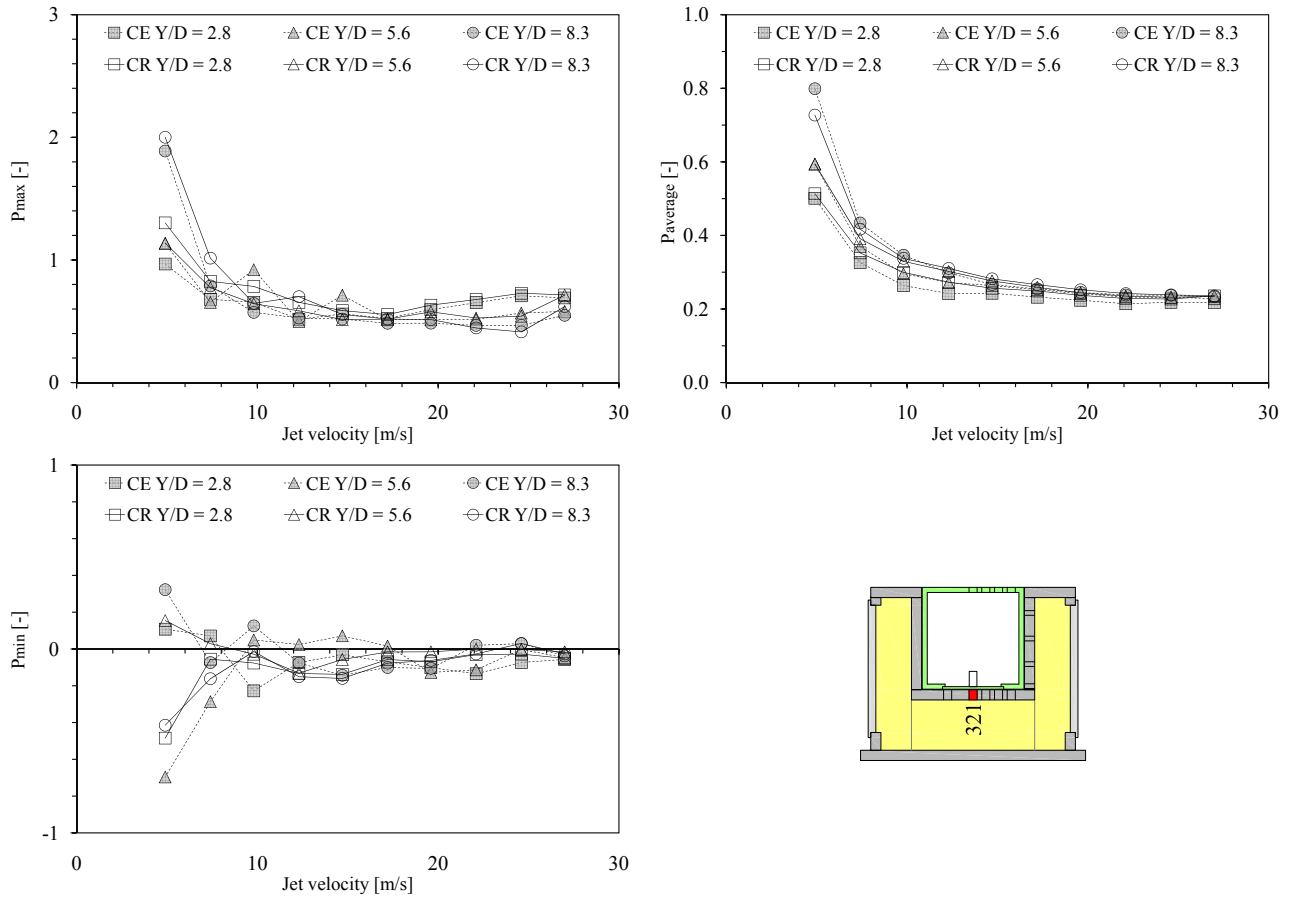 3
CE Y/D = 2.8 CE Y/D = 5.6 CE Y/D = 8.3
CR Y/D = 2.8 CR Y/D = 5.6 CR Y/D = 8.3
2
Pmax [-]
1
0
0 10 20 30
Jet velocity [m/s]
1.0
CE Y/D = 2.8 CE Y/D = 5.6 CE Y/D = 8.3
CR Y/D = 2.8 CR Y/D = 5.6 CR Y/D = 8.3
0.8
0.6
Paverage [-]
0.4
0.2
0.0
0 10 20 30
Jet velocity [m/s]
1
CE Y/D = 2.8 CE Y/D = 5.6 CE Y/D = 8.3
CR Y/D = 2.8 CR Y/D = 5.6 CR Y/D = 8.3
Pmin [-]
0
-1
0 10 20 30
Jet velocity [m/s]
321